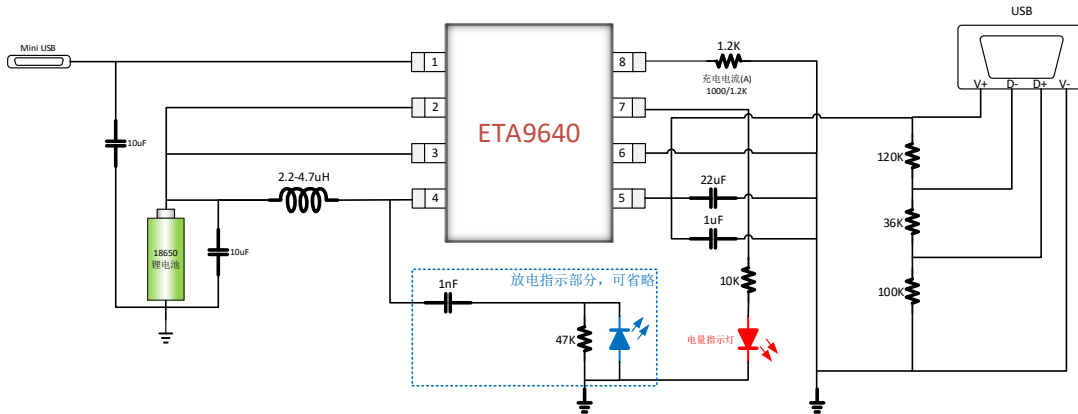 USB
Mini USB
1
8
1.2K
充电电流(A)
1000/1.2K
V+
D-
D+
V-
2
7
ETA9640
10uF
3
6
120K
2.2-4.7uH
22uF
4
5
36K
1uF
18650
锂电池
10uF
放电指示部分，可省略
10K
1nF
100K
47K
电量指示灯